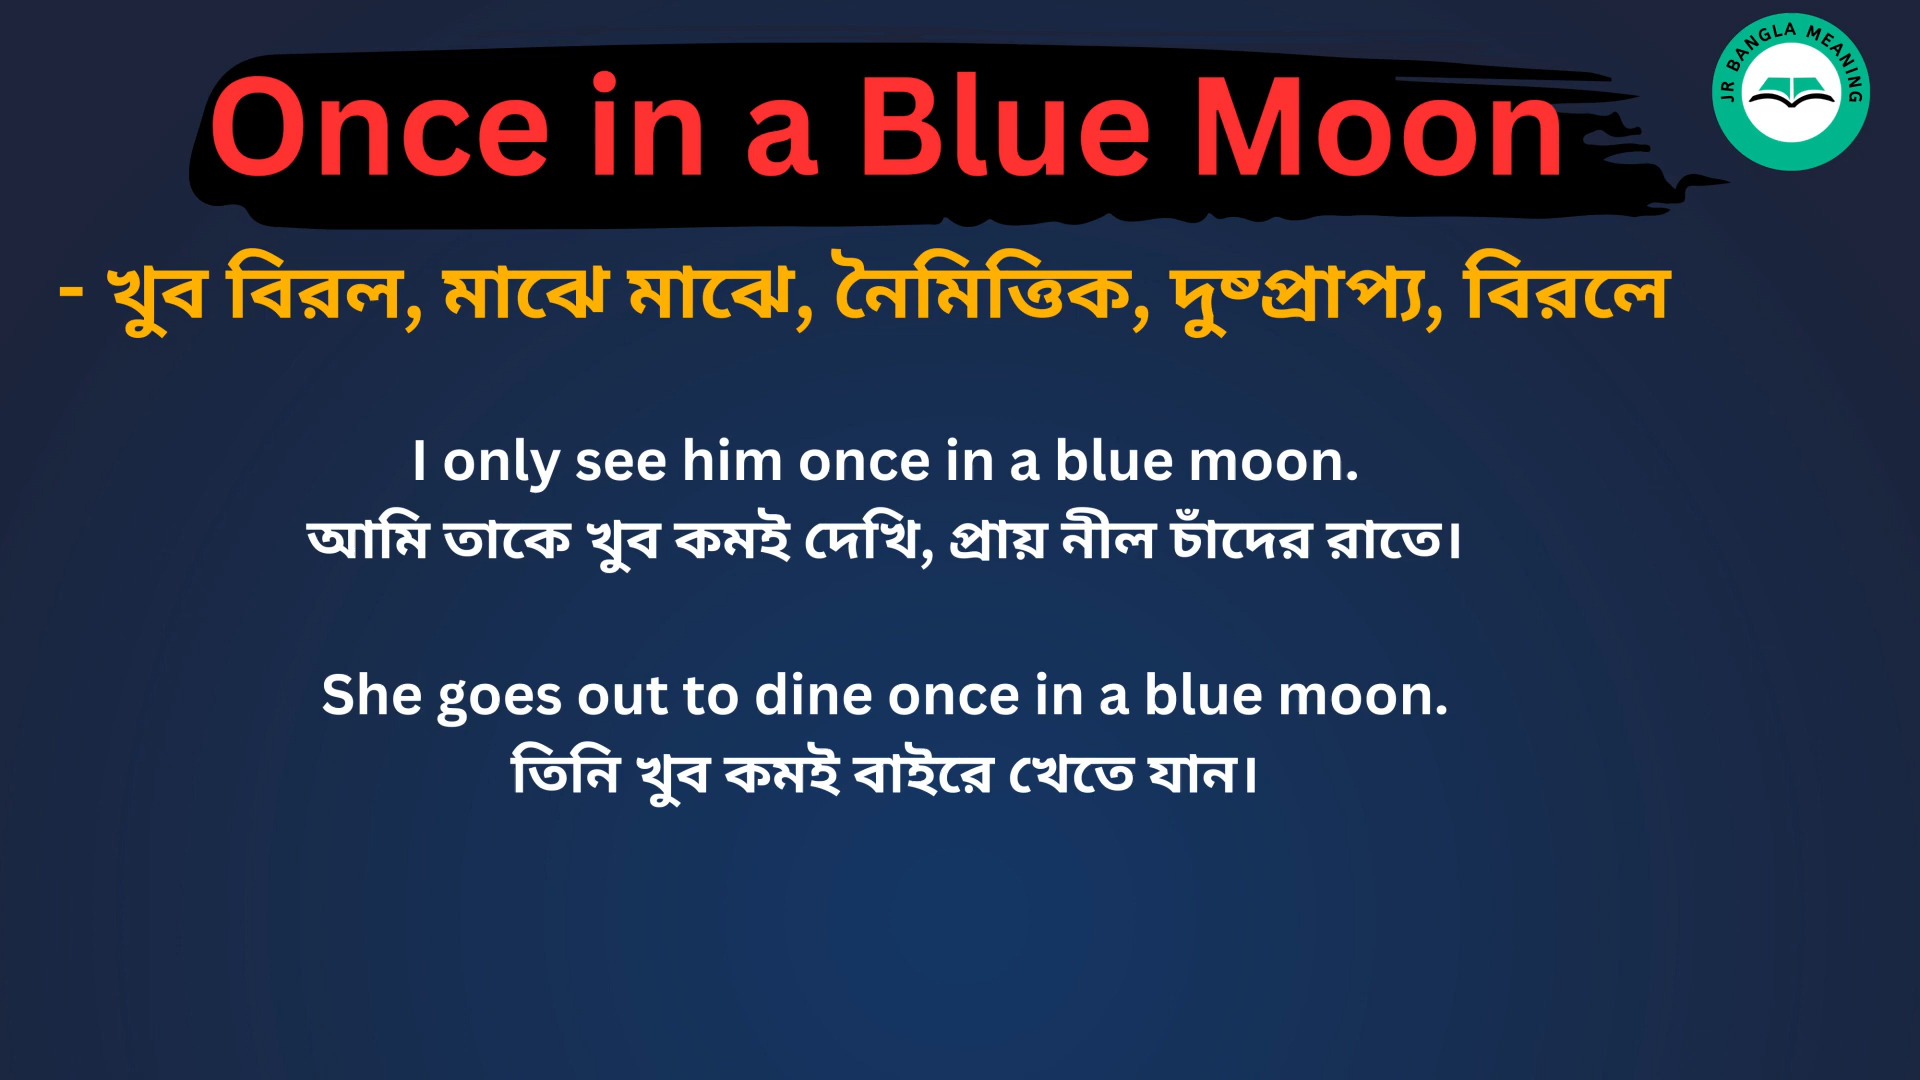 Once in a Blue Moon
JR BANGLA MEANING
- খুব বিরল, মাঝে মাঝে, নৈমিত্তিক, দুষ্প্রাপ্য, বিরলে
I only see him once in a blue moon.
আমি তাকে খুব কমই দেখি, প্রায় নীল চাঁদের রাতে।
She goes out to dine once in a blue moon.
তিনি খুব কমই বাইরে খেতে যান।